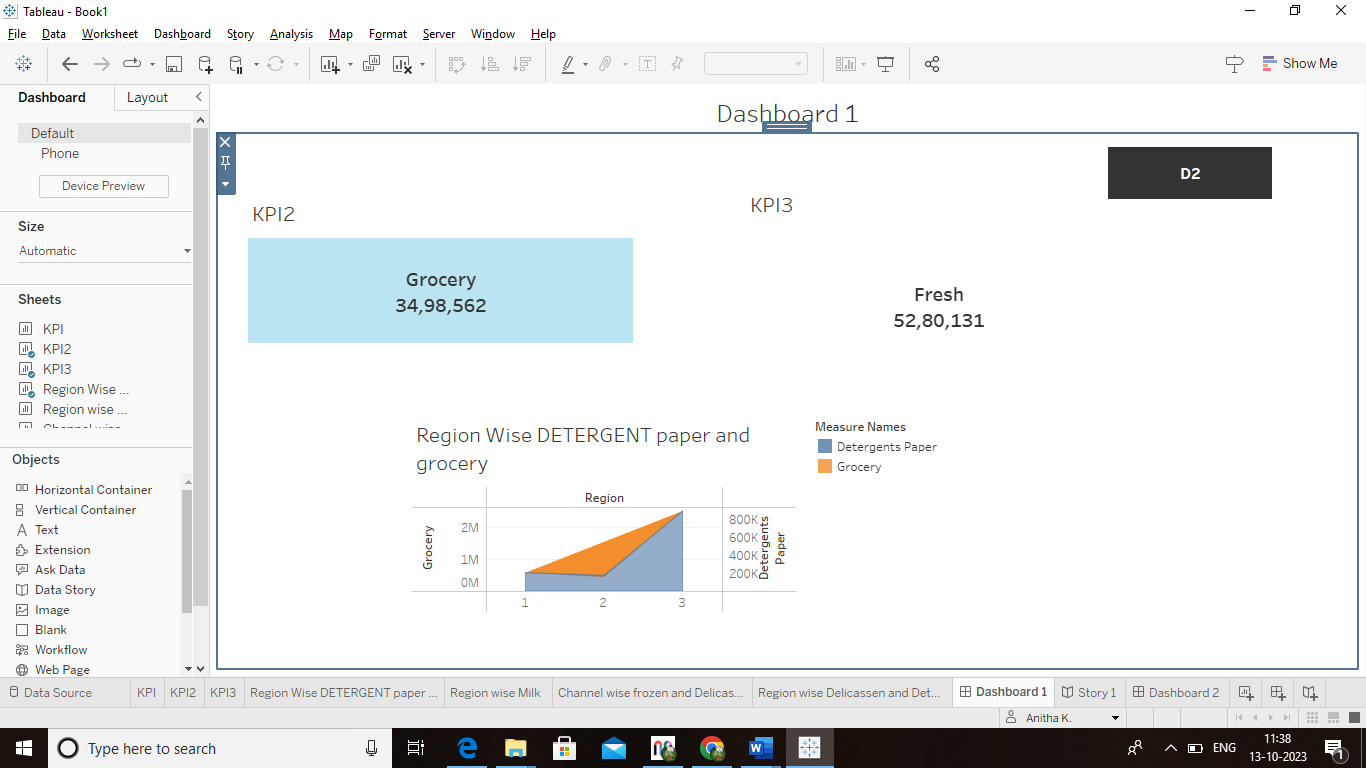 Tableau - Book1
File Data Worksheet Dashboard Story Analysis Map Format Server Window Help
Show Me
Dashboard Layout
Default
Phone
Device Preview
Size
Automatic
Sheets
KPI
KPI2
KPI3
Region Wise ...
Region wise ...
Objects
Horizontal Container
Vertical Container
Text
Extension
Ask Data
Data Story
Image
Blank
Workflow
Web Page
Dashboard 1
D2
KPI2
Grocery
34,98,562
KPI3
Fresh
52,80,131
Region Wise DETERGENT paper and
grocery
Region
Grocery
2M
1M
0M
1 2 3
800K
600K
400K
200K
Detergents
Paper
Measure Names
Detergents Paper
Grocery
Data Source KPI KPI2 KPI3 Region Wise DETERGENT paper ... Region wise Milk Channel wise frozen and Delicas... Region wise Delicassen and Det... Dashboard 1 Story 1 Dashboard 2
Anitha K.
Type here to search
ENG
11:38
13-10-2023
1